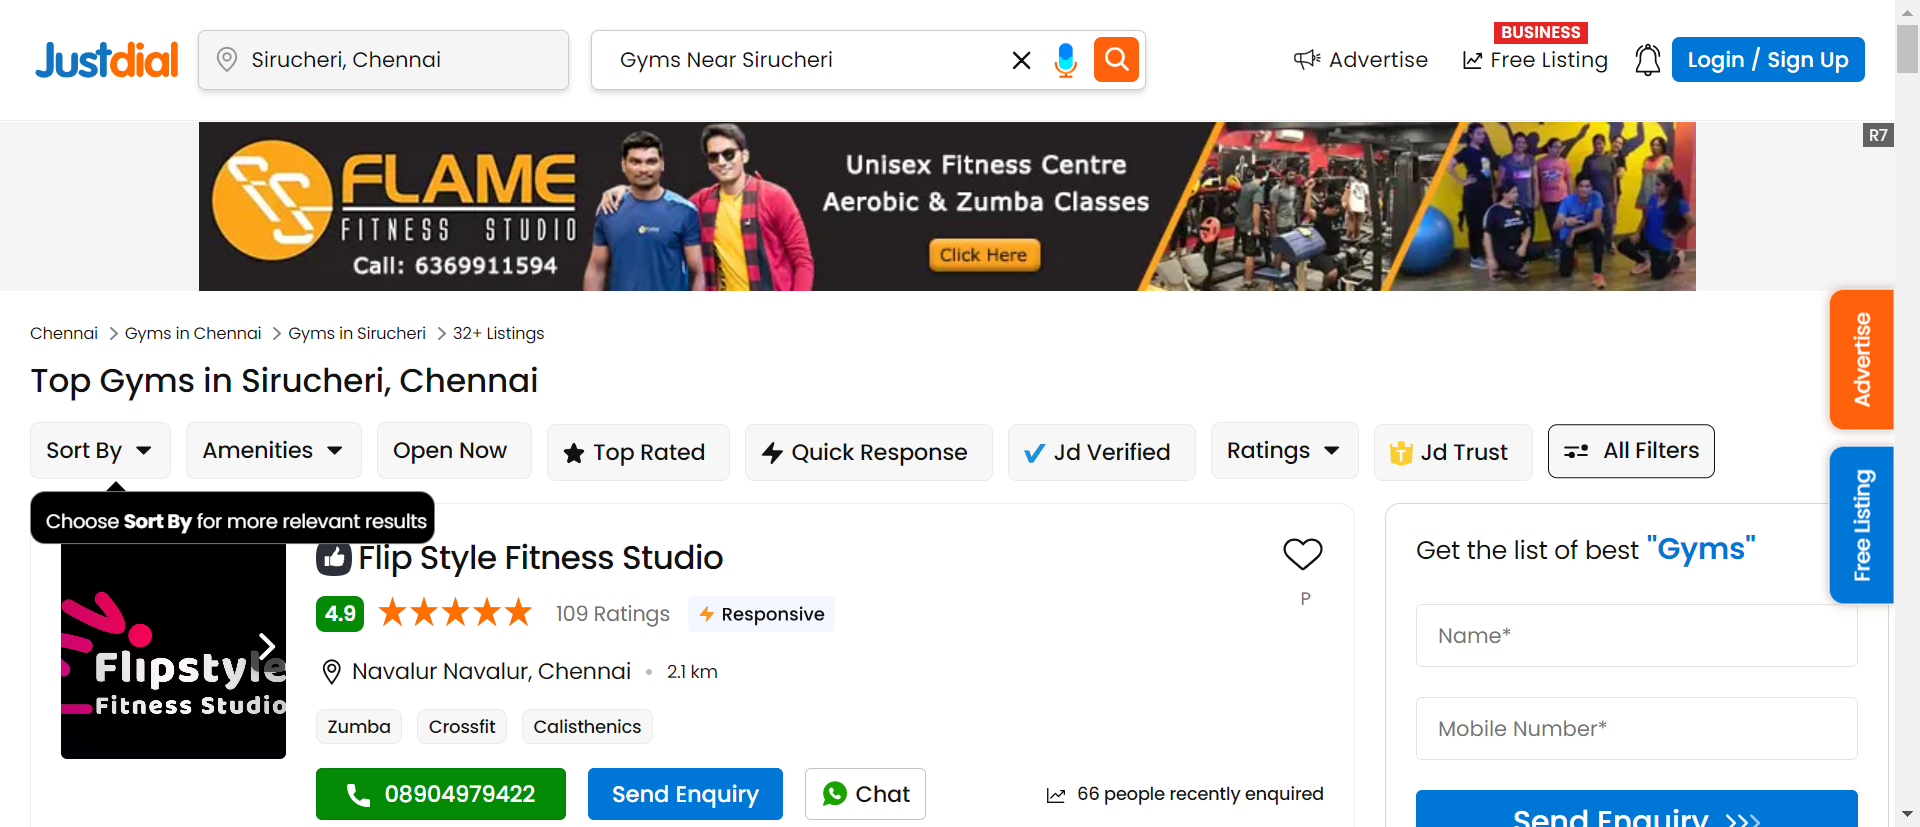 Justdial
Sirucheri, Chennai
Gyms Near Sirucheri
Advertise
BUSINESS
Free Listing
Login / Sign Up
FLAME
FITNESS STUDIO
Call: 6369911594
Unisex Fitness Centre
Aerobic & Zumba Classes
Click Here
R7
Chennai
Gyms in Chennai
Gyms in Sirucheri
32+ Listings
Top Gyms in Sirucheri, Chennai
Sort By
Amenities
Open Now
Top Rated
Quick Response
Jd Verified
Ratings
Jd Trust
All Filters
Choose Sort By for more relevant results
Flipstyle
Fitness Studio
Flip Style Fitness Studio
P
4.9
109 Ratings
Responsive
Navalur Navalur, Chennai • 2.1 km
Zumba
Crossfit
Calisthenics
08904979422
Send Enquiry
Chat
66 people recently enquired
Get the list of best "Gyms"
Name*
Mobile Number*
Send Enquiry
Advertise
Free Listing